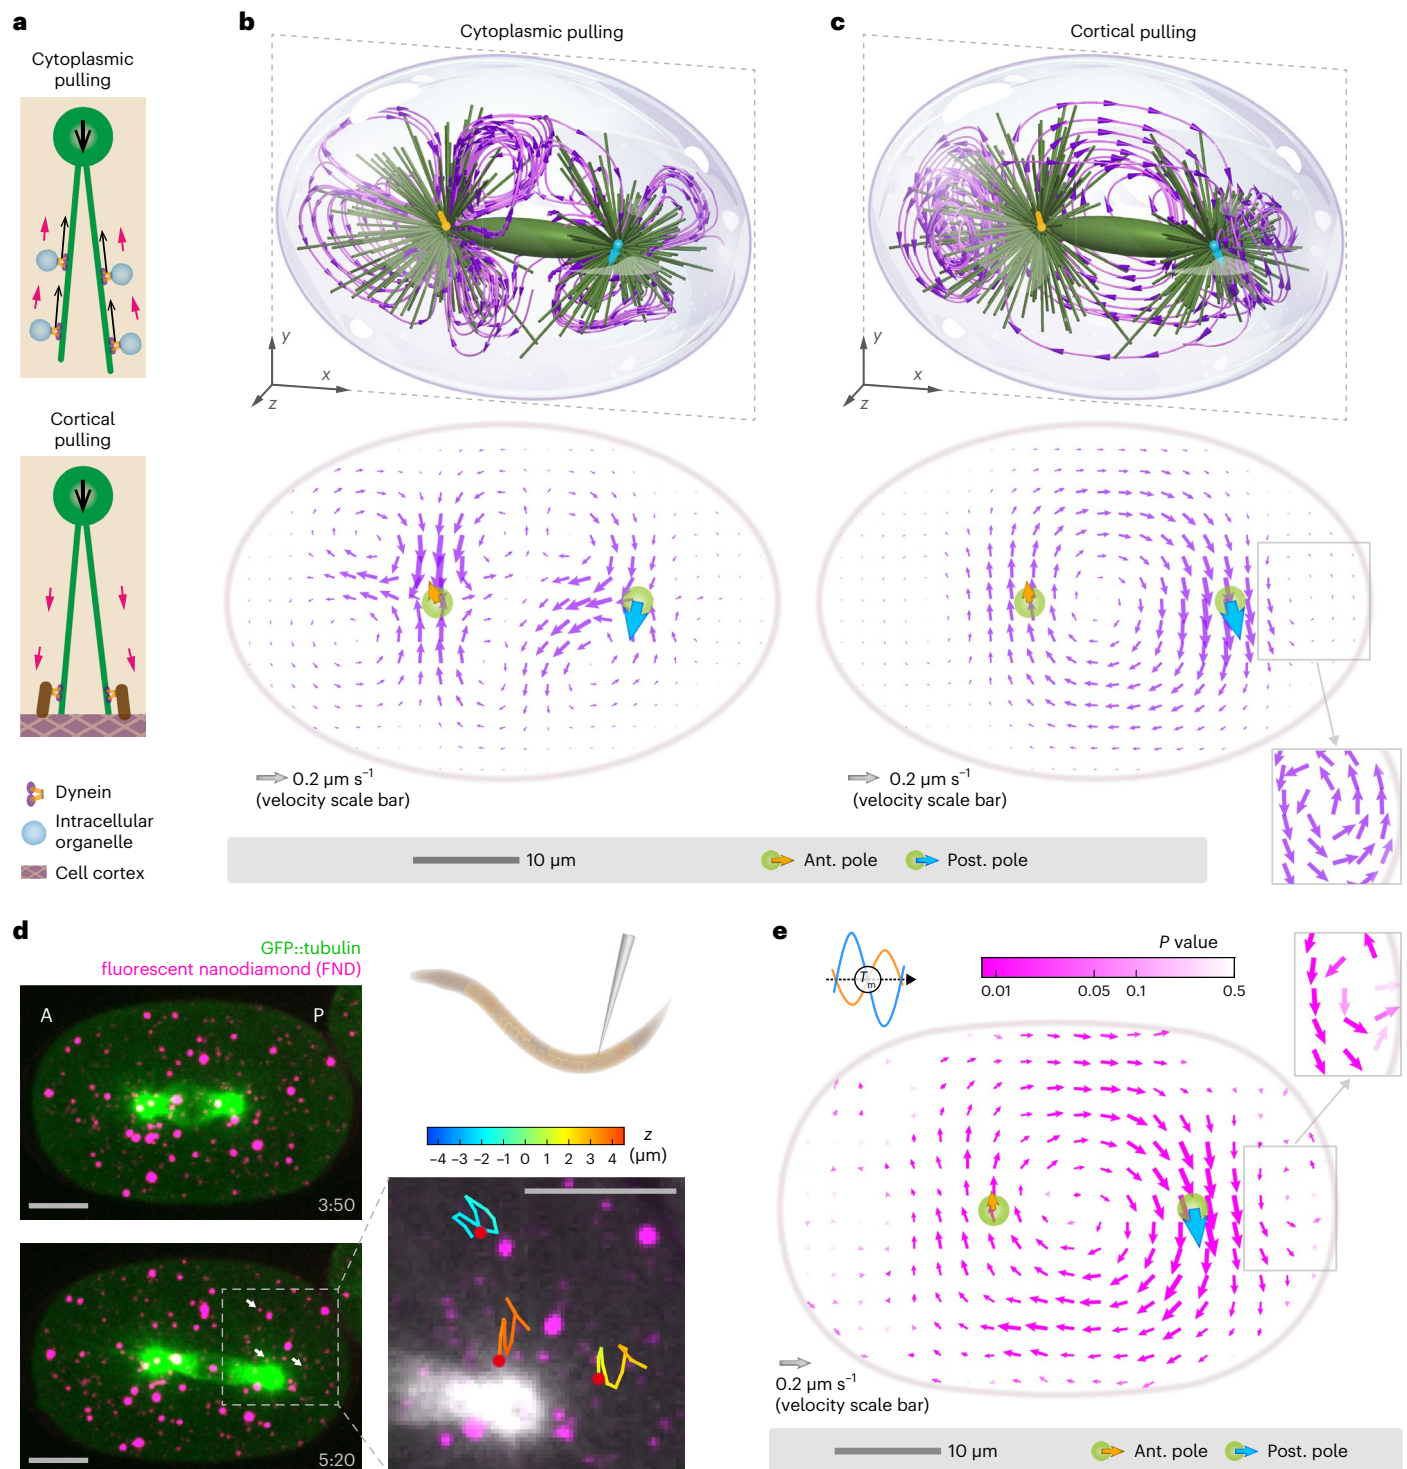 a
Cytoplasmic
pulling
Cortical
pulling
Dynein
Intracellular
organelle
Cell cortex
b
Cytoplasmic pulling
y
x
z
0.2 µm s⁻¹
(velocity scale bar)
c
Cortical pulling
y
x
z
0.2 µm s⁻¹
(velocity scale bar)
10 µm
Ant. pole
Post. pole
d
GFP::tubulin
fluorescent nanodiamond (FND)
A
P
3:50
5:20
z
(µm)
−4 −3 −2 −1 0 1 2 3 4
e
Tm
P value
0.01 0.05 0.1 0.5
0.2 µm s⁻¹
(velocity scale bar)
10 µm
Ant. pole
Post. pole